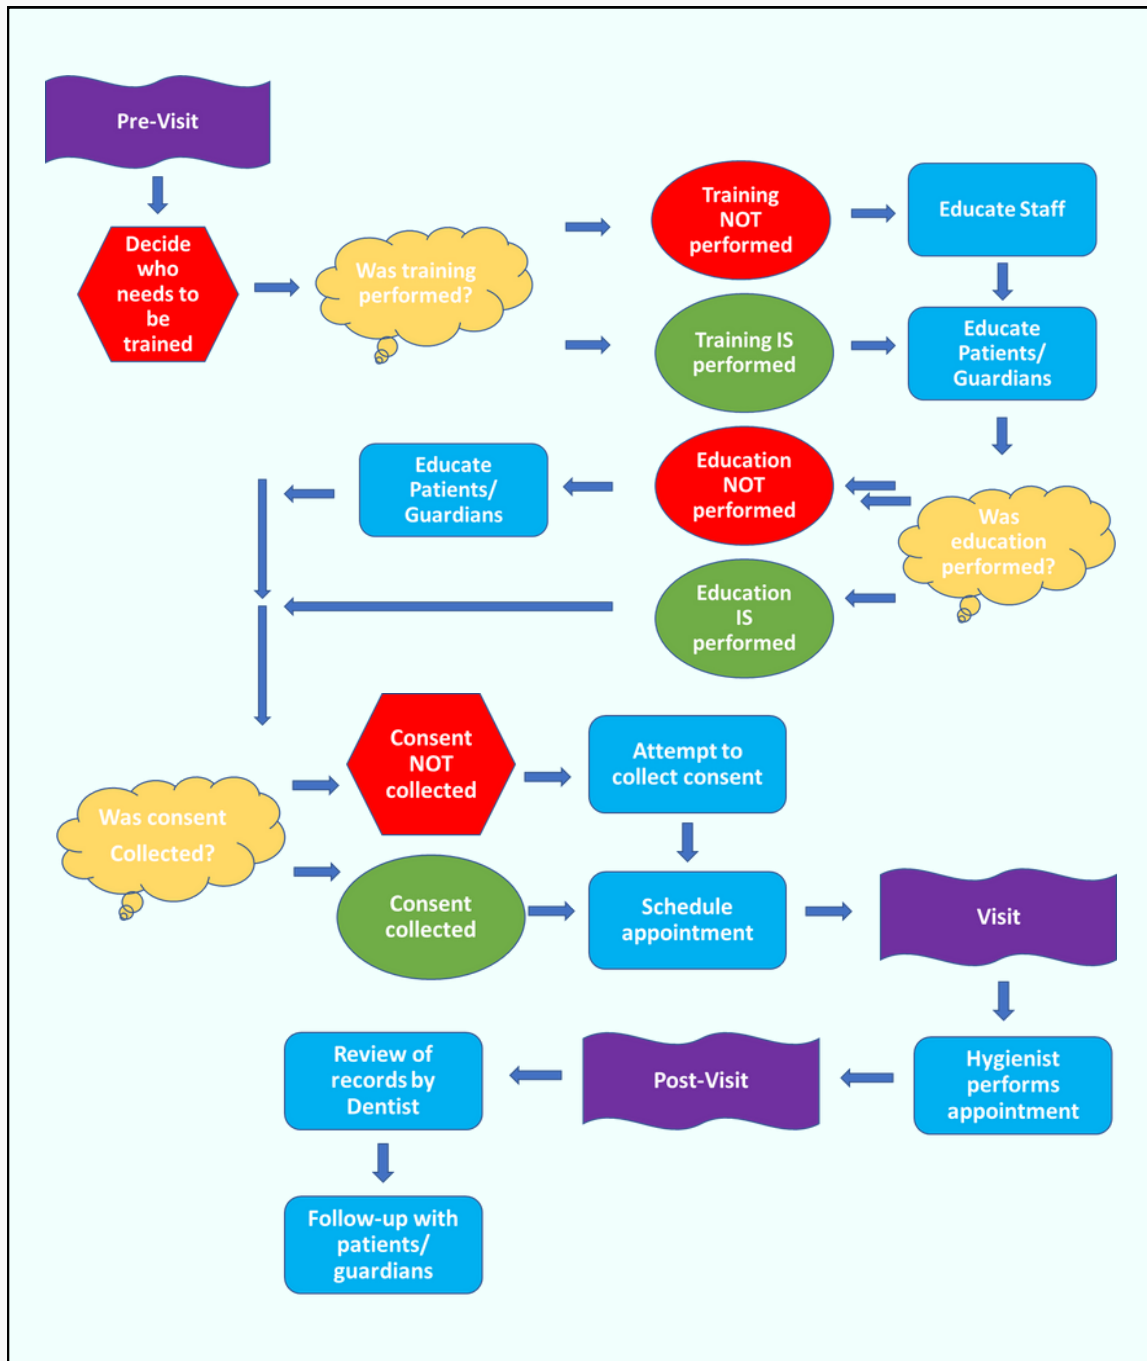 Pre-Visit
Decide
who
needs to
be
trained
Was training
performed?
Training
NOT
performed
Educate Staff
Training IS
performed
Educate
Patients/
Guardians
Was
education
performed?
Education
NOT
performed
Educate
Patients/
Guardians
Education
IS
performed
Was consent
Collected?
Consent
NOT
collected
Attempt to
collect consent
Consent
collected
Schedule
appointment
Visit
Hygienist
performs
appointment
Post-Visit
Review of
records by
Dentist
Follow-up with
patients/
guardians